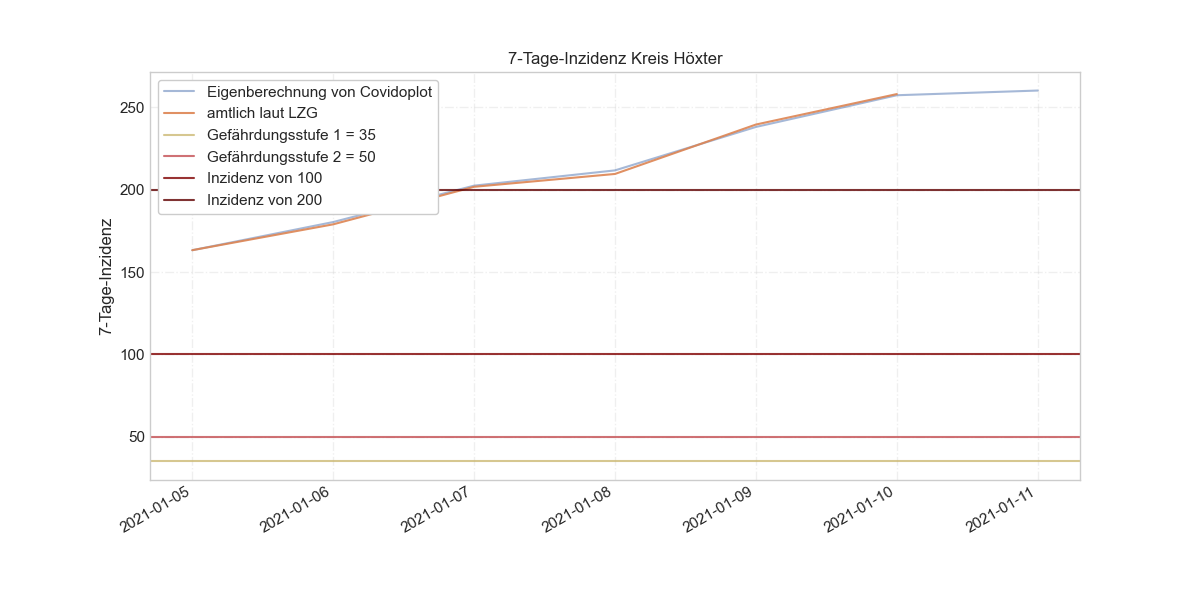 7-Tage-Inzidenz Kreis Höxter
Eigenberechnung von Covidoplot
amtlich laut LZG
Gefährdungsstufe 1 = 35
Gefährdungsstufe 2 = 50
Inzidenz von 100
Inzidenz von 200
7-Tage-Inzidenz
250
200
150
100
50
2021-01-05
2021-01-06
2021-01-07
2021-01-08
2021-01-09
2021-01-10
2021-01-11